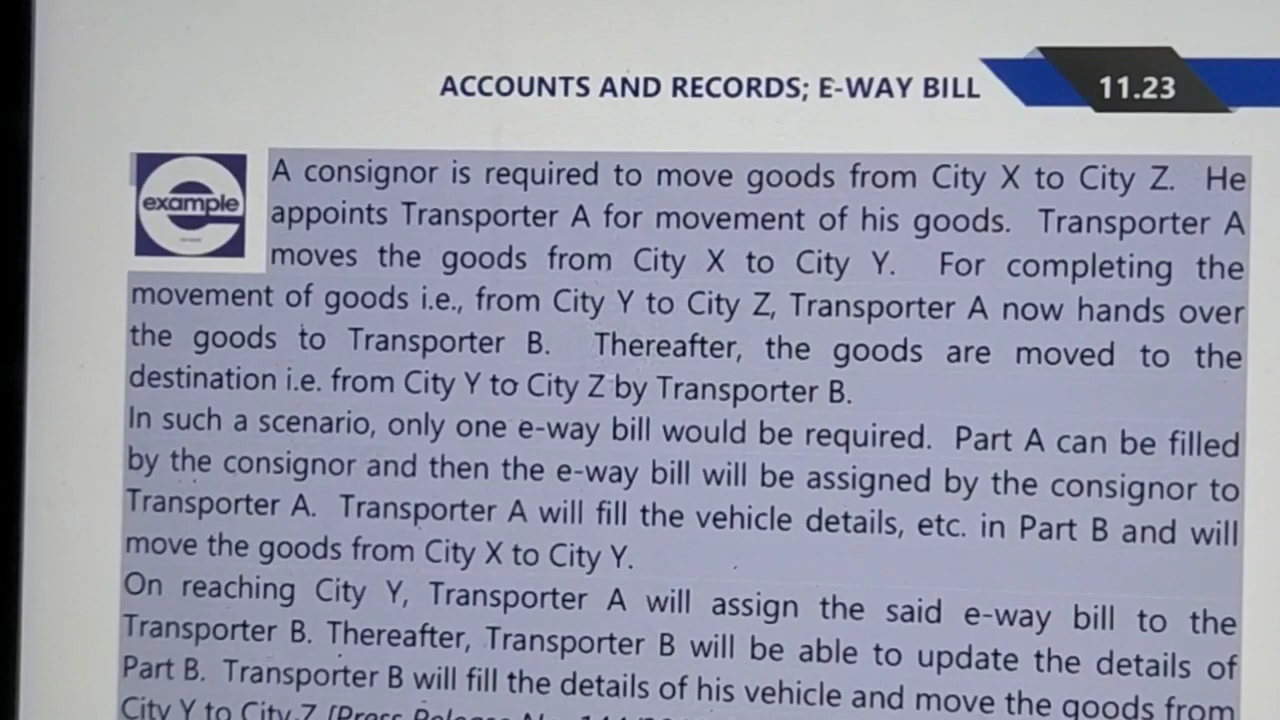 ACCOUNTS AND RECORDS; E-WAY BILL
11.23
example
A consignor is required to move goods from City X to City Z. He
appoints Transporter A for movement of his goods. Transporter A
moves the goods from City X to City Y. For completing the
movement of goods i.e., from City Y to City Z, Transporter A now hands over
the goods to Transporter B. Thereafter, the goods are moved to the
destination i.e. from City Y to City Z by Transporter B.
In such a scenario, only one e-way bill would be required. Part A can be filled
by the consignor and then the e-way bill will be assigned by the consignor to
Transporter A. Transporter A will fill the vehicle details, etc. in Part B and will
move the goods from City X to City Y.
On reaching City Y, Transporter A will assign the said e-way bill to the
Transporter B. Thereafter, Transporter B will be able to update the details of
Part B. Transporter B will fill the details of his vehicle and move the goods from
City Y to City Z [Press Release No.